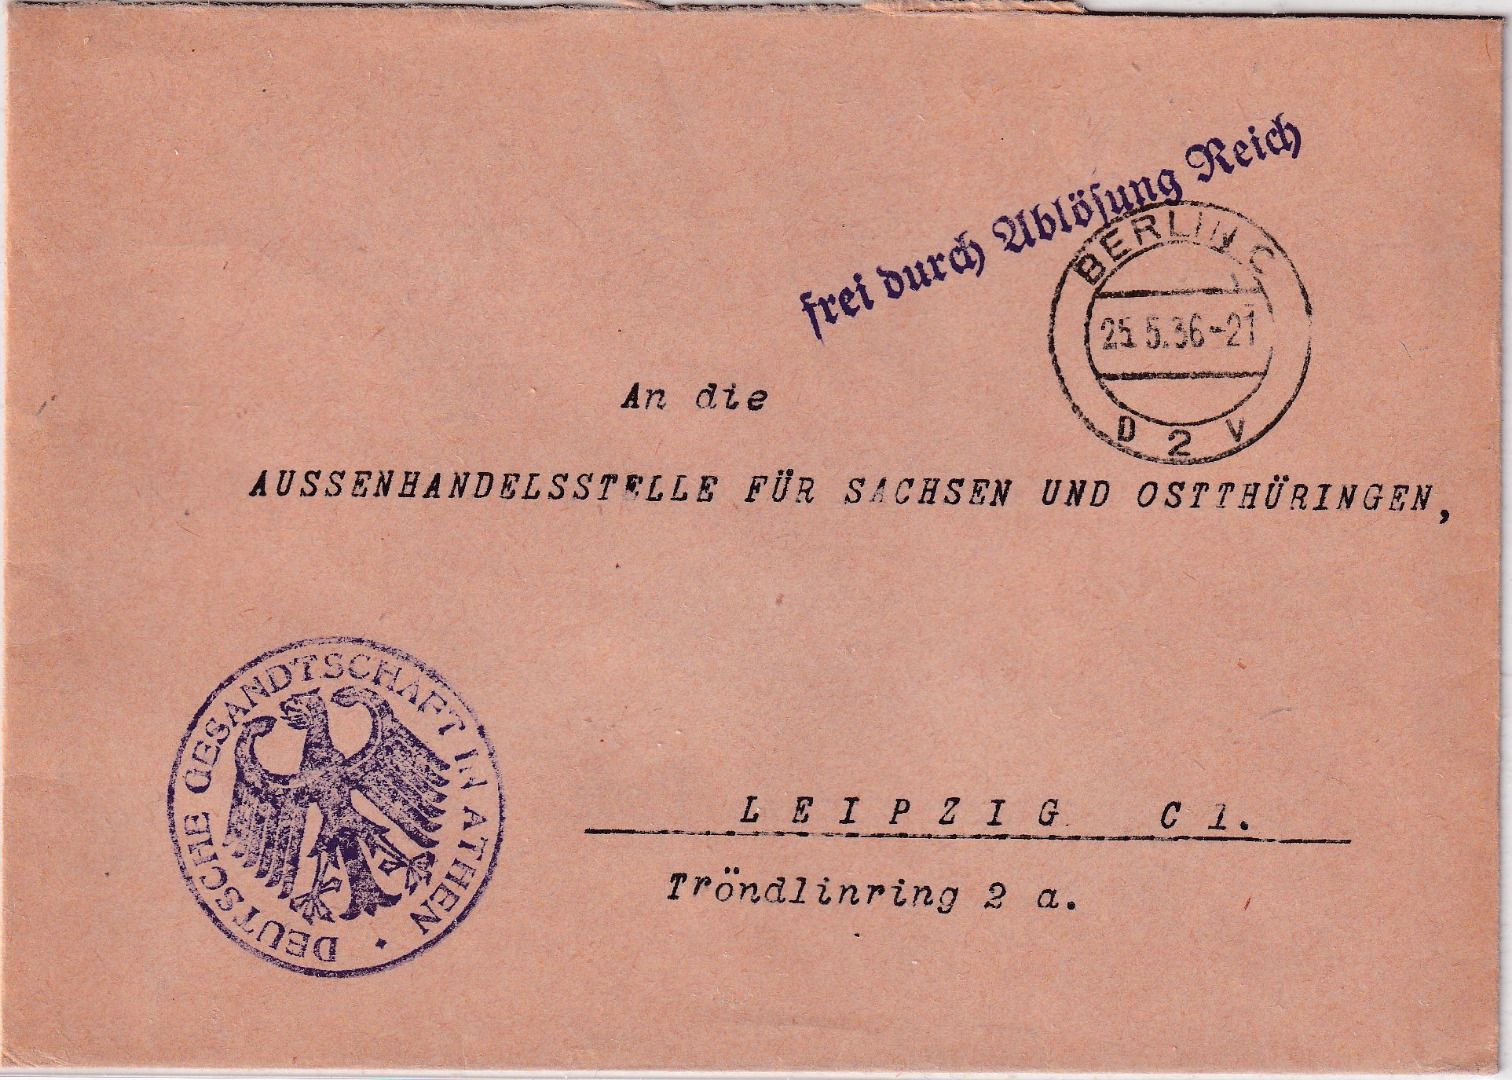 frei durch Ablösung Reich
BERLIN C
25.5.36-21
D 2 V
An die
AUSSENHANDELSSTELLE FÜR SACHSEN UND OSTTHÜRINGEN,
DEUTSCHE GESANDTSCHAFT IN ATHEN
LEIPZIG C 1.
Tröndlinring 2 a.